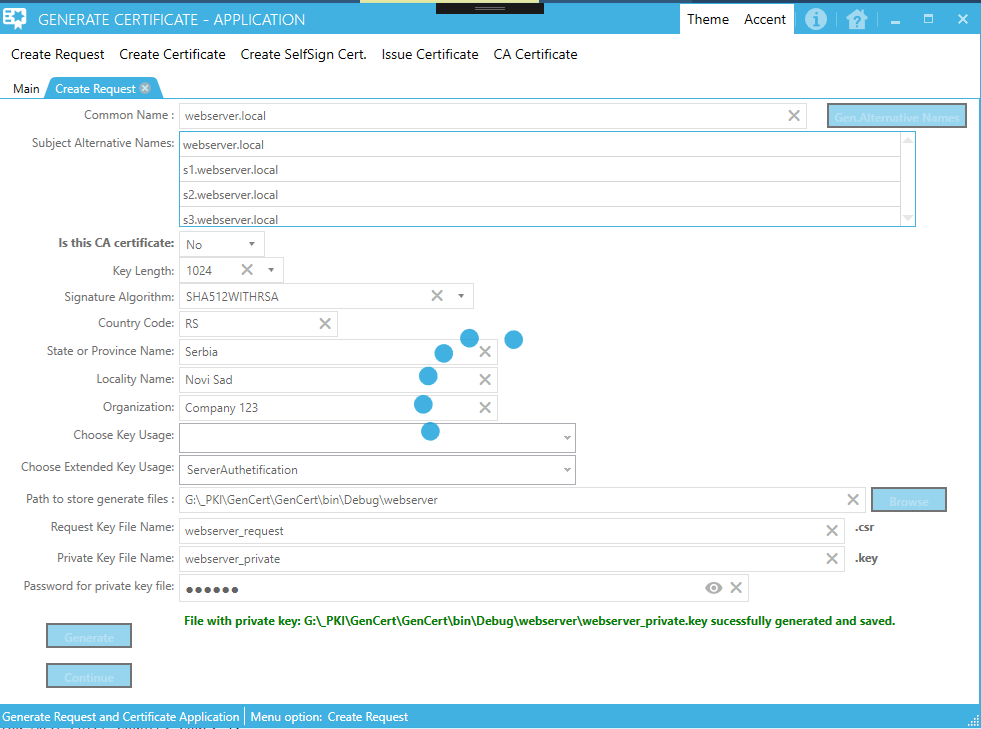 GENERATE CERTIFICATE - APPLICATION
Theme Accent
Create Request Create Certificate Create SelfSign Cert. Issue Certificate CA Certificate
Main Create Request
Common Name : webserver.local Gen.Alternative Names
Subject Alternative Names: webserver.local
s1.webserver.local
s2.webserver.local
s3.webserver.local
Is this CA certificate: No
Key Length: 1024
Signature Algorithm: SHA512WITHRSA
Country Code: RS
State or Province Name: Serbia
Locality Name: Novi Sad
Organization: Company 123
Choose Key Usage:
Choose Extended Key Usage: ServerAuthetification
Path to store generate files : G:\_PKI\GenCert\GenCert\bin\Debug\webserver Browse
Request Key File Name: webserver_request .csr
Private Key File Name: webserver_private .key
Password for private key file: ●●●●●●
File with private key: G:\_PKI\GenCert\GenCert\bin\Debug\webserver\webserver_private.key sucessfully generated and saved.
Generate
Continue
Generate Request and Certificate Application Menu option: Create Request